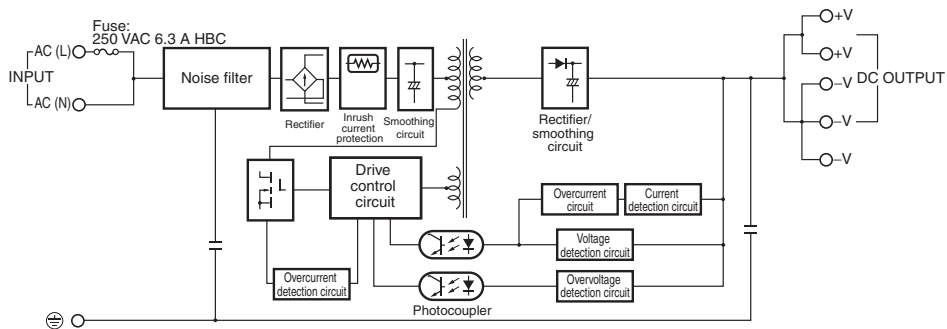 Fuse:
250 VAC 6.3 A HBC
AC (L)
INPUT
AC (N)
Noise filter
Rectifier
Inrush
current
protection
Smoothing
circuit
Rectifier/
smoothing
circuit
+V
+V
–V
DC OUTPUT
–V
–V
Drive
control
circuit
Overcurrent
circuit
Current
detection circuit
Voltage
detection circuit
Overcurrent
detection circuit
Overvoltage
detection circuit
Photocoupler